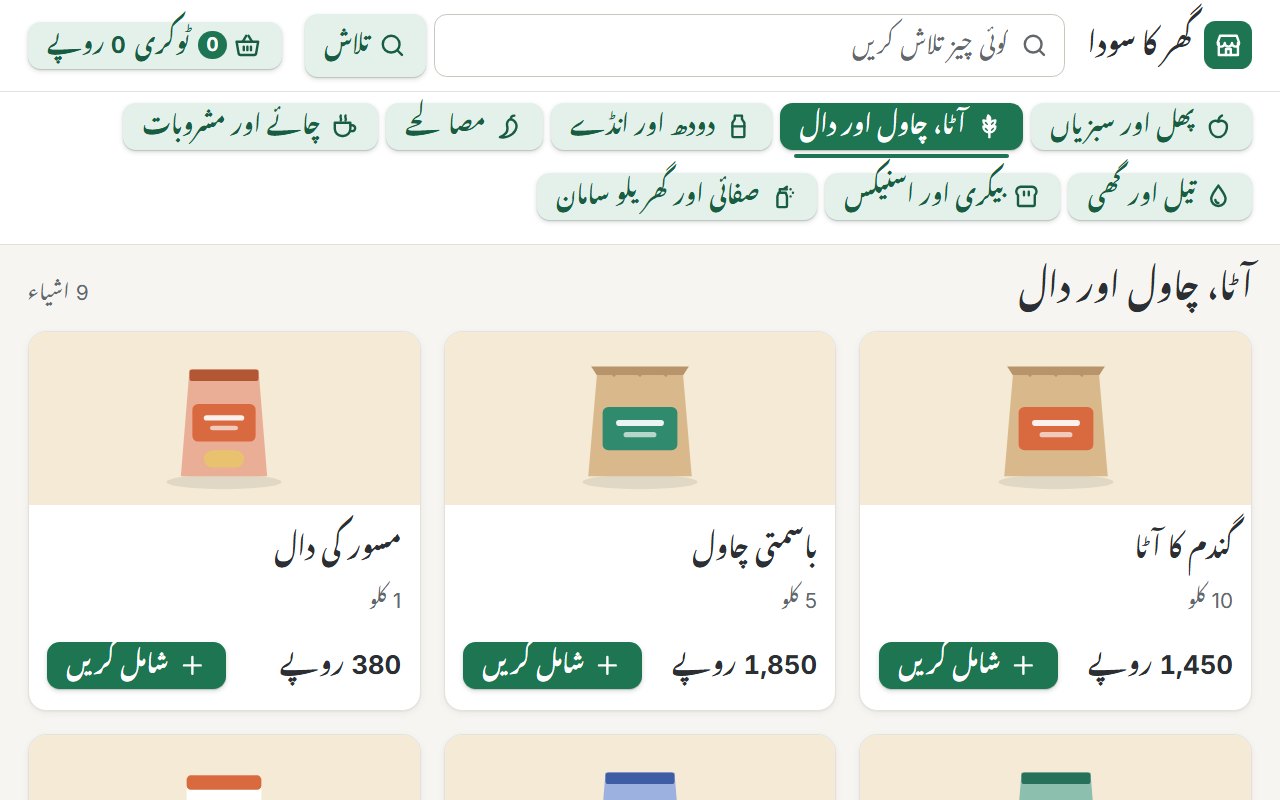 گھر کا سودا
کوئی چیز تلاش کریں
تلاش
ٹوکری 0 0 روپے
پھل اور سبزیاں
آٹا، چاول اور دال
دودھ اور انڈے
مصالحے
چائے اور مشروبات
تیل اور گھی
بیکری اور اسنیکس
صفائی اور گھریلو سامان
آٹا، چاول اور دال
9 اشیاء
گندم کا آٹا
10 کلو
1,450 روپے
شامل کریں
باسمتی چاول
5 کلو
1,850 روپے
شامل کریں
مسور کی دال
1 کلو
380 روپے
شامل کریں